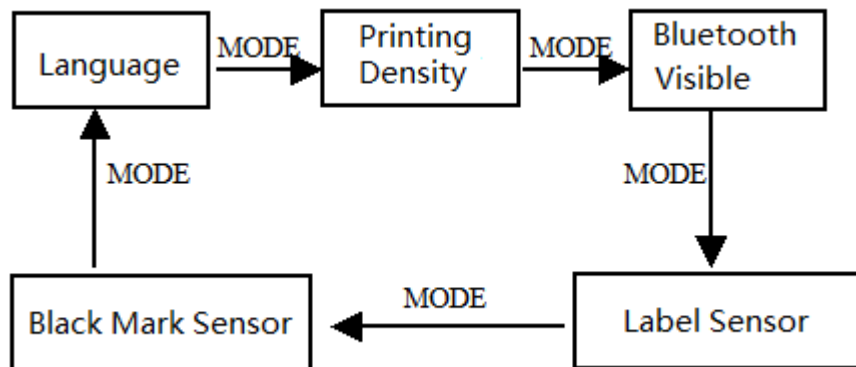 Language
MODE
Printing
Density
MODE
Bluetooth
Visible
MODE
Label Sensor
MODE
Black Mark Sensor
MODE